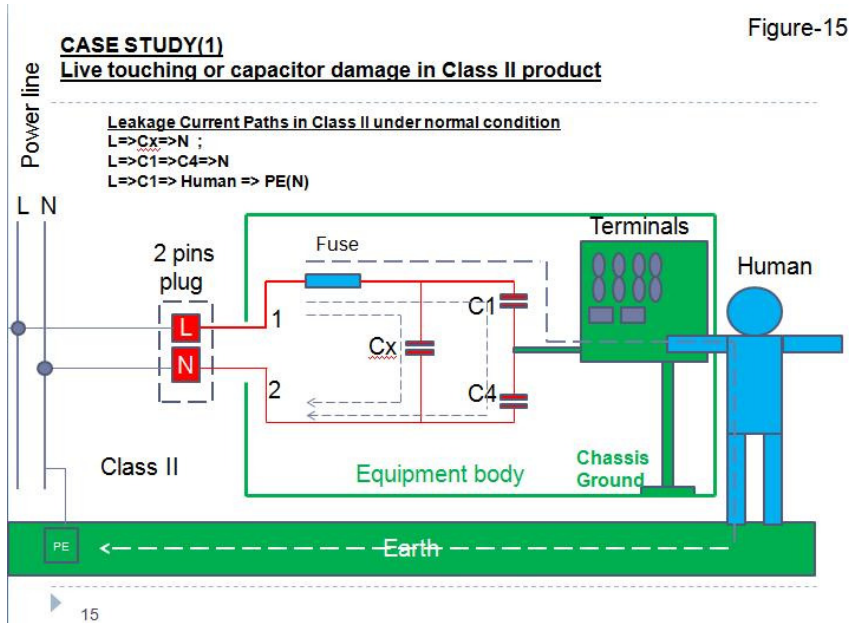 Figure-15
CASE STUDY(1)
Live touching or capacitor damage in Class II product
Power line
Leakage Current Paths in Class II under normal condition
L=>Cx=>N ;
L=>C1=>C4=>N
L=>C1=> Human => PE(N)
L N
2 pins
plug
L
N
1
2
Fuse
Cx
C1
C4
Terminals
Human
Class II
Equipment body
Chassis
Ground
PE
Earth
15